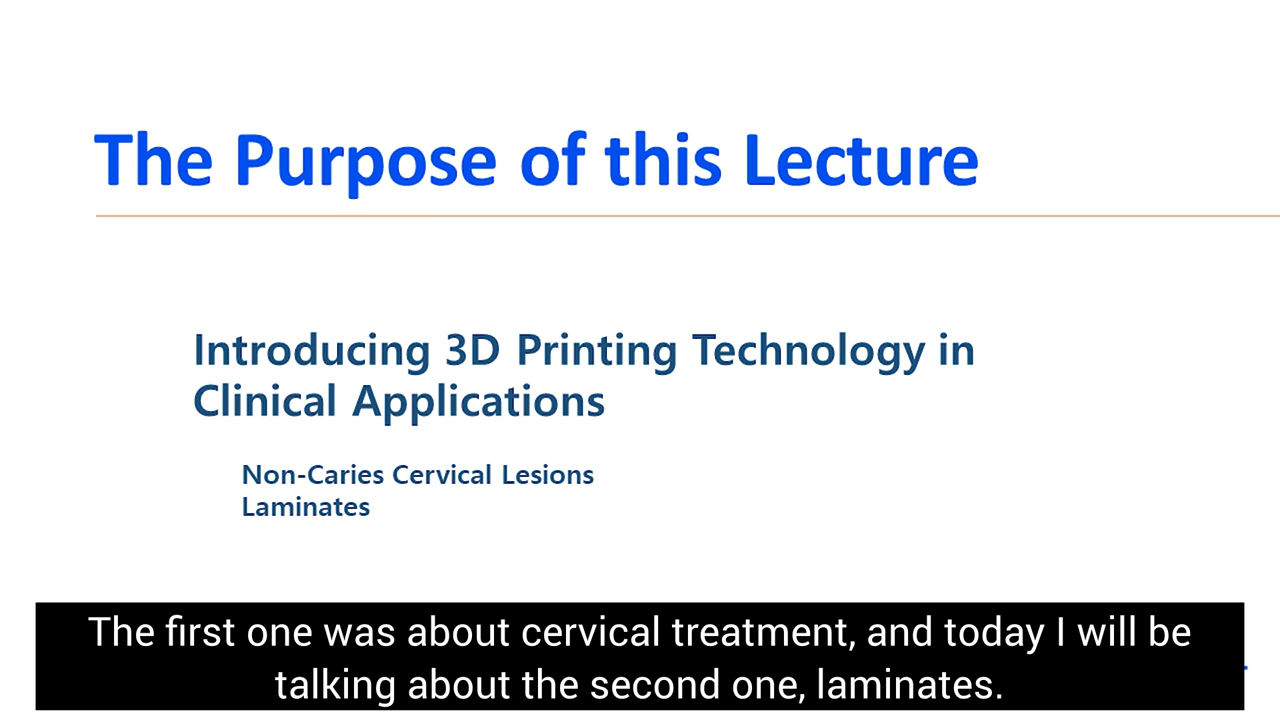 The Purpose of this Lecture
Introducing 3D Printing Technology in
Clinical Applications
Non-Caries Cervical Lesions
Laminates
The first one was about cervical treatment, and today I will be
talking about the second one, laminates.